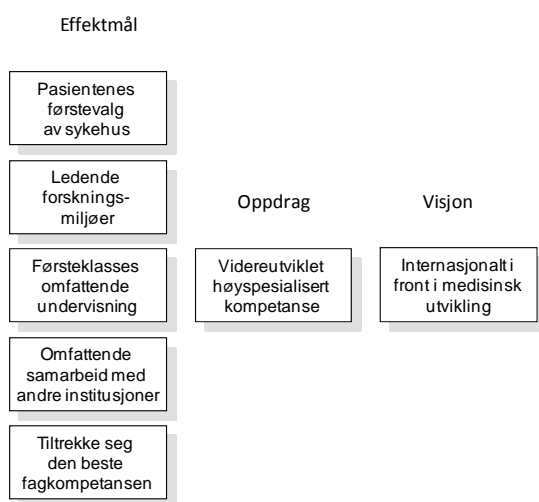 Effektmål
Pasientenes
førstevalg
av sykehus
Ledende
forsknings-
miljøer
Førsteklasses
omfattende
undervisning
Omfattende
samarbeid med
andre institusjoner
Tiltrekke seg
den beste
fagkompetansen
Oppdrag
Videreutviklet
høyspesialisert
kompetanse
Visjon
Internasjonalt i
front i medisinsk
utvikling